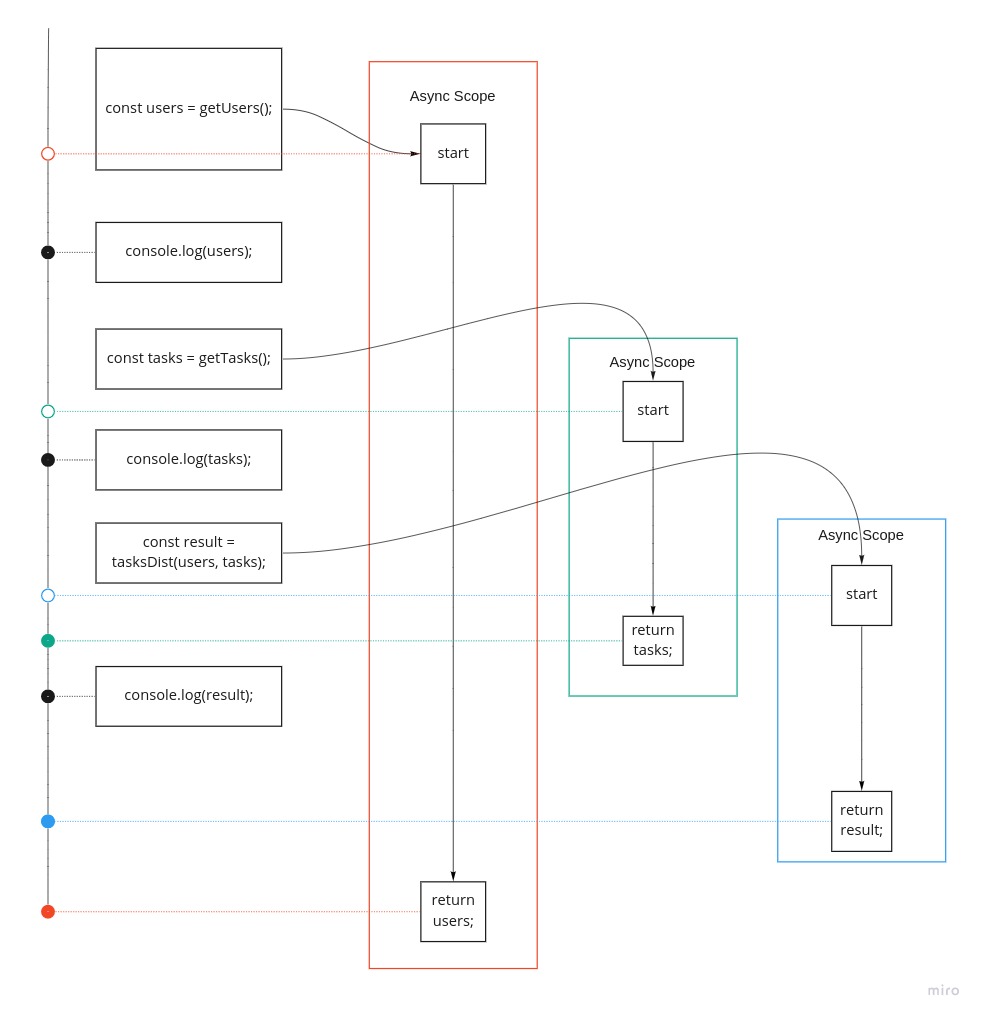 const users = getUsers();
Async Scope
start
console.log(users);
const tasks = getTasks();
Async Scope
start
console.log(tasks);
const result =
tasksDist(users, tasks);
Async Scope
start
return
tasks;
console.log(result);
return
result;
return
users;
miro